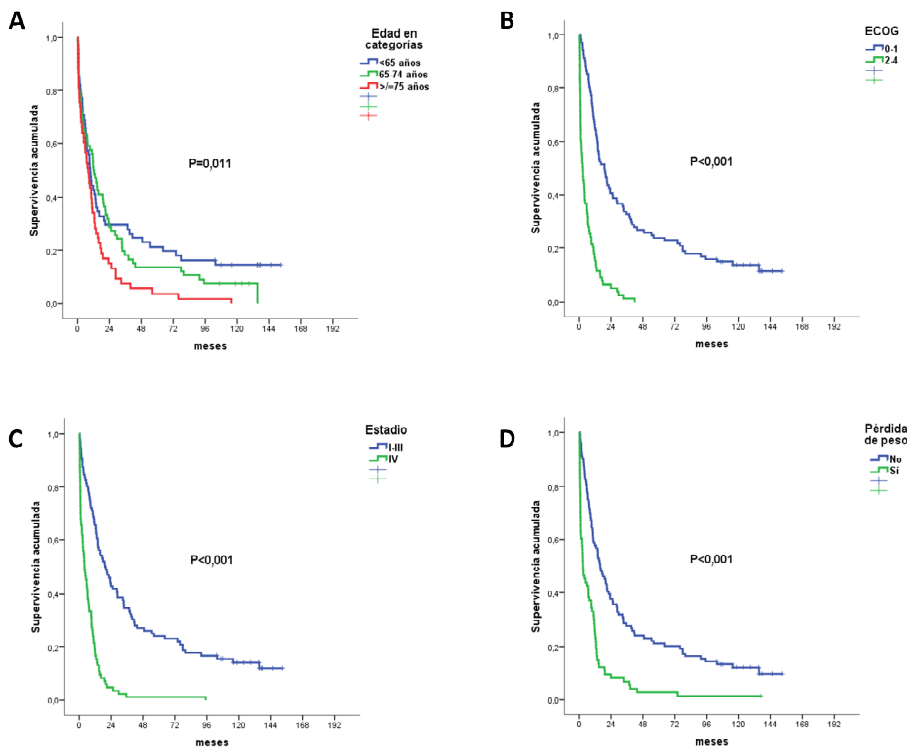 A
Edad en
categorías
<65 años
65-74 años
>/=75 años
P=0,011
Supervivencia acumulada
1,0
0,8
0,6
0,4
0,2
0,0
0 24 48 72 96 120 144 168 192
meses
B
ECOG
0-1
2-4
P<0,001
Supervivencia acumulada
1,0
0,8
0,6
0,4
0,2
0,0
0 24 48 72 96 120 144 168 192
meses
C
Estadio
I-III
IV
P<0,001
Supervivencia acumulada
1,0
0,8
0,6
0,4
0,2
0,0
0 24 48 72 96 120 144 168 192
meses
D
Pérdida
de peso
No
Sí
P<0,001
Supervivencia acumulada
1,0
0,8
0,6
0,4
0,2
0,0
0 24 48 72 96 120 144 168 192
meses